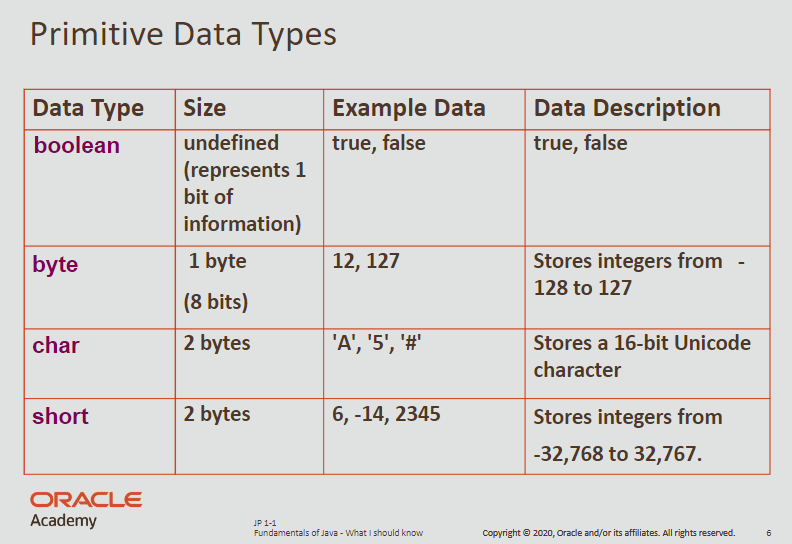 Primitive Data Types
Data Type Size Example Data Data Description
boolean
undefined
(represents 1
bit of
information)
true, false
true, false
byte
1 byte
(8 bits)
12, 127
Stores integers from -
128 to 127
char
2 bytes
'A', '5', '#'
Stores a 16-bit Unicode
character
short
2 bytes
6, -14, 2345
Stores integers from
-32,768 to 32,767.
ORACLE
Academy
JP 1-1
Fundamentals of Java - What I should know
Copyright © 2020, Oracle and/or its affiliates. All rights reserved.
6